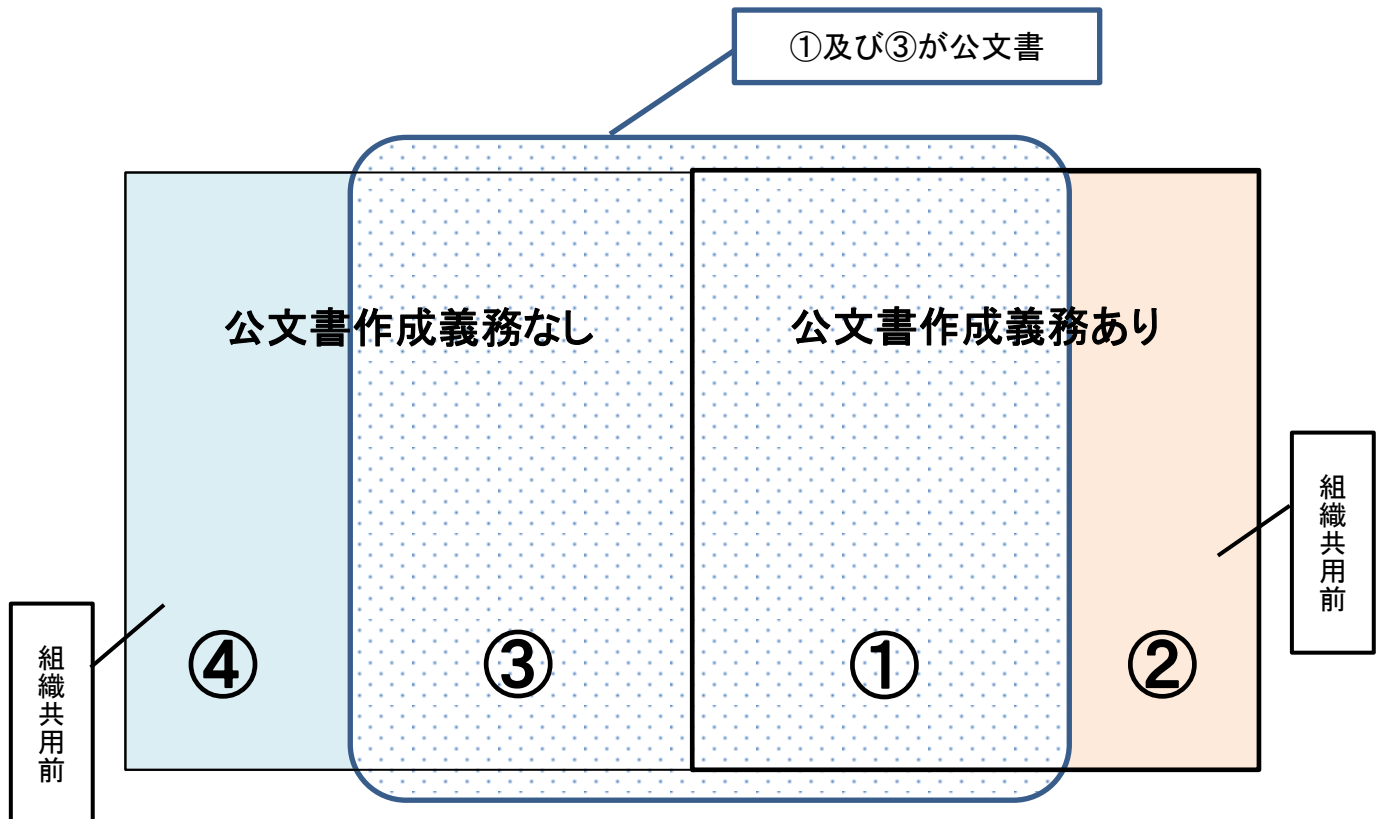 ①及び③が公文書
公文書作成義務なし
公文書作成義務あり
組織共用前
組織共用前
④
③
①
②